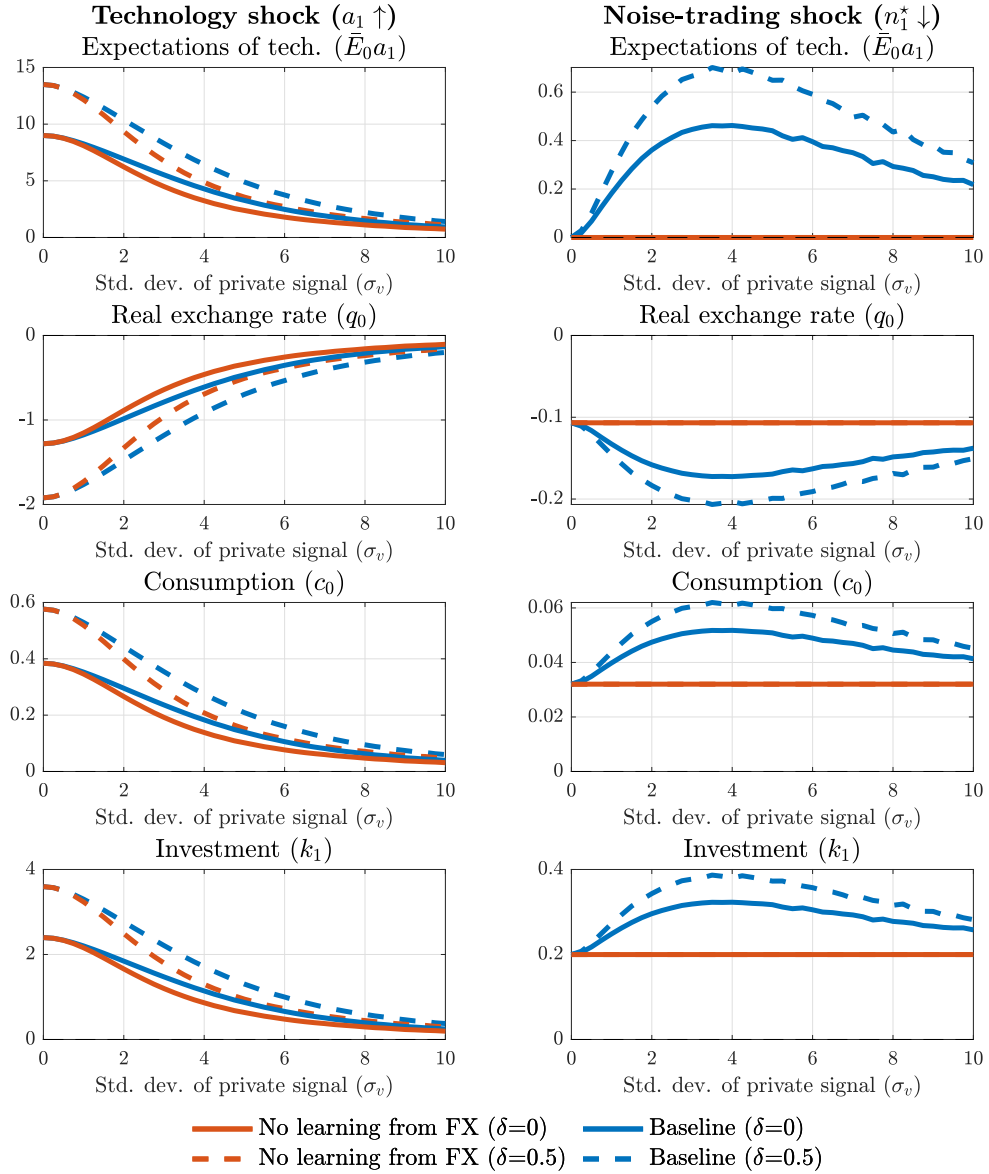 Technology shock (a₁ ↑)
Expectations of tech. (Ē₀a₁)
15
10
5
0
0 2 4 6 8 10
Std. dev. of private signal (σᵥ)
Noise-trading shock (n₁⋆ ↓)
Expectations of tech. (Ē₀a₁)
0.6
0.4
0.2
0
0 2 4 6 8 10
Std. dev. of private signal (σᵥ)
Real exchange rate (q₀)
0
-1
-2
0 2 4 6 8 10
Std. dev. of private signal (σᵥ)
Real exchange rate (q₀)
0
-0.1
-0.2
0 2 4 6 8 10
Std. dev. of private signal (σᵥ)
Consumption (c₀)
0.6
0.4
0.2
0
0 2 4 6 8 10
Std. dev. of private signal (σᵥ)
Consumption (c₀)
0.06
0.04
0.02
0
0 2 4 6 8 10
Std. dev. of private signal (σᵥ)
Investment (k₁)
4
2
0
0 2 4 6 8 10
Std. dev. of private signal (σᵥ)
Investment (k₁)
0.4
0.2
0
0 2 4 6 8 10
Std. dev. of private signal (σᵥ)
No learning from FX (δ=0)
No learning from FX (δ=0.5)
Baseline (δ=0)
Baseline (δ=0.5)